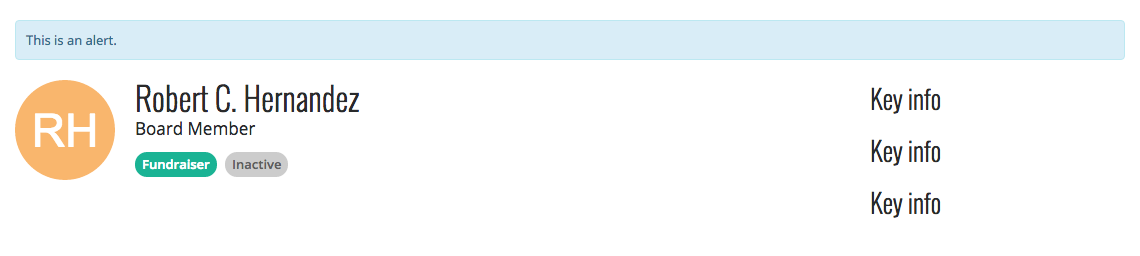 This is an alert.
RH
Robert C. Hernandez
Board Member
Fundraiser
Inactive
Key info
Key info
Key info